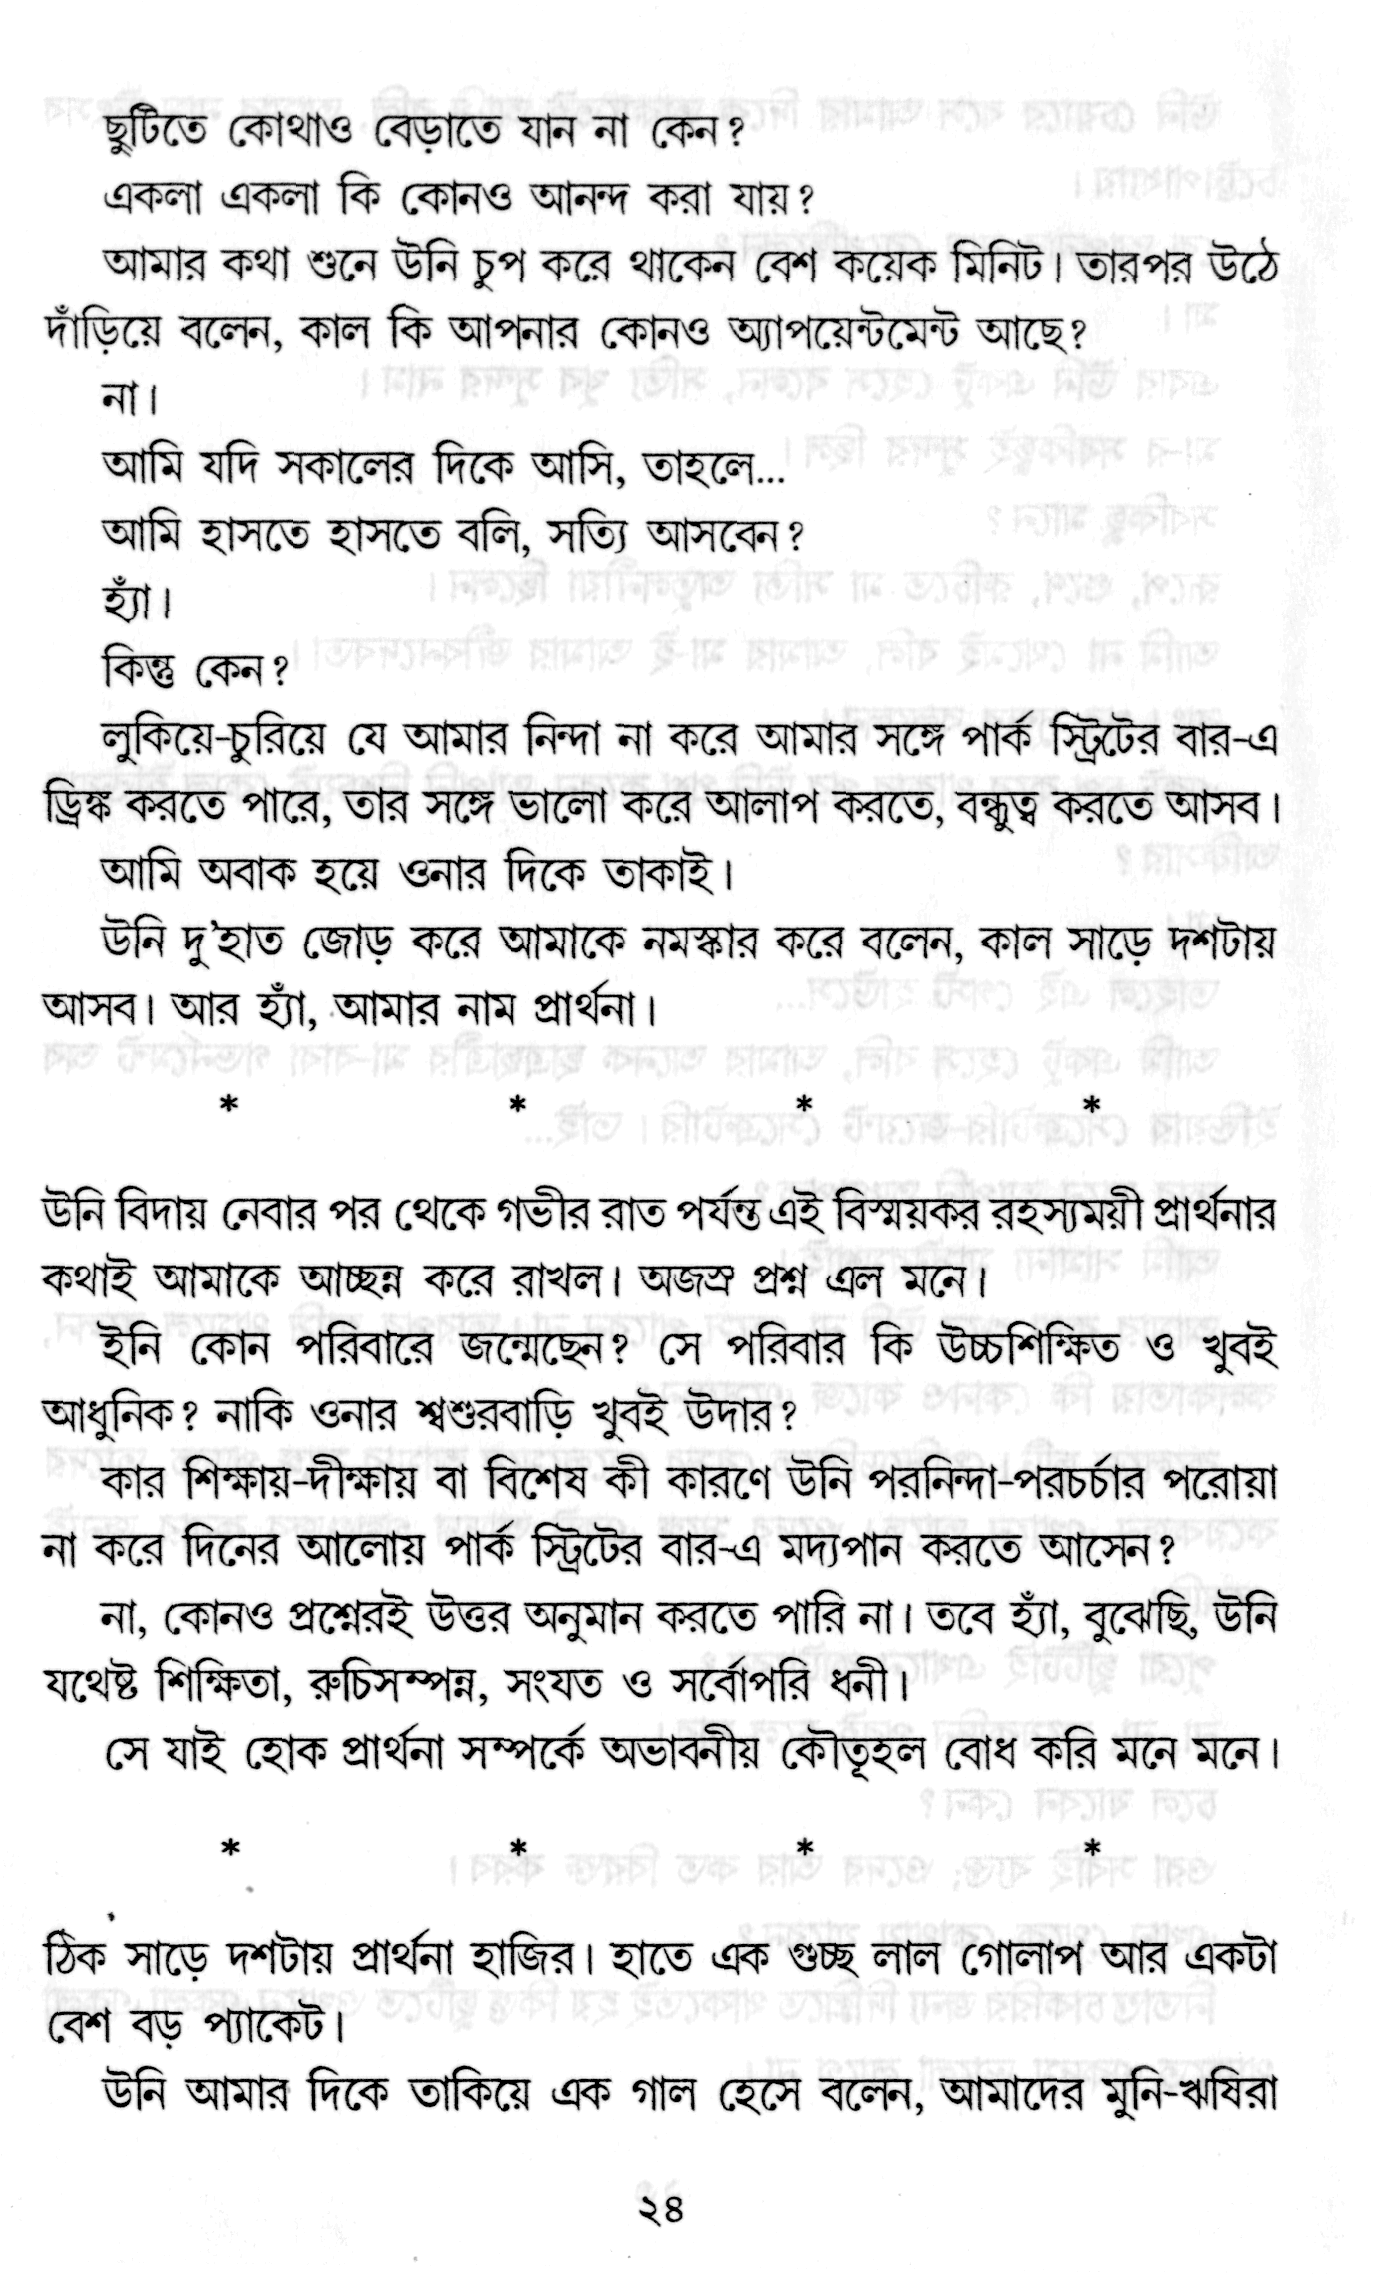 ছুটিতে কোথাও বেড়াতে যান না কেন?
একলা একলা কি কোনও আনন্দ করা যায়?
আমার কথা শুনে উনি চুপ করে থাকেন বেশ কয়েক মিনিট। তারপর উঠে
দাঁড়িয়ে বলেন, কাল কি আপনার কোনও অ্যাপয়েন্টমেন্ট আছে?
না।
আমি যদি সকালের দিকে আসি, তাহলে...
আমি হাসতে হাসতে বলি, সত্যি আসবেন?
হ্যাঁ।
কিন্তু কেন?
লুকিয়ে-চুরিয়ে যে আমার নিন্দা না করে আমার সঙ্গে পার্ক স্ট্রিটের বার-এ
ড্রিঙ্ক করতে পারে, তার সঙ্গে ভালো করে আলাপ করতে, বন্ধুত্ব করতে আসব।
আমি অবাক হয়ে ওনার দিকে তাকাই।
উনি দু'হাত জোড় করে আমাকে নমস্কার করে বলেন, কাল সাড়ে দশটায়
আসব। আর হ্যাঁ, আমার নাম প্রার্থনা।
* * * *
উনি বিদায় নেবার পর থেকে গভীর রাত পর্যন্ত এই বিস্ময়কর রহস্যময়ী প্রার্থনার
কথাই আমাকে আচ্ছন্ন করে রাখল। অজস্র প্রশ্ন এল মনে।
ইনি কোন পরিবারে জন্মেছেন? সে পরিবার কি উচ্চশিক্ষিত ও খুবই
আধুনিক? নাকি ওনার শ্বশুরবাড়ি খুবই উদার?
কার শিক্ষায়-দীক্ষায় বা বিশেষ কী কারণে উনি পরনিন্দা-পরচর্চার পরোয়া
না করে দিনের আলোয় পার্ক স্ট্রিটের বার-এ মদ্যপান করতে আসেন?
না, কোনও প্রশ্নেরই উত্তর অনুমান করতে পারি না। তবে হ্যাঁ, বুঝেছি, উনি
যথেষ্ট শিক্ষিতা, রুচিসম্পন্ন, সংযত ও সর্বোপরি ধনী।
সে যাই হোক প্রার্থনা সম্পর্কে অভাবনীয় কৌতূহল বোধ করি মনে মনে।
* * * *
ঠিক সাড়ে দশটায় প্রার্থনা হাজির। হাতে এক গুচ্ছ লাল গোলাপ আর একটা
বেশ বড় প্যাকেট।
উনি আমার দিকে তাকিয়ে এক গাল হেসে বলেন, আমাদের মুনি-ঋষিরা
২৪